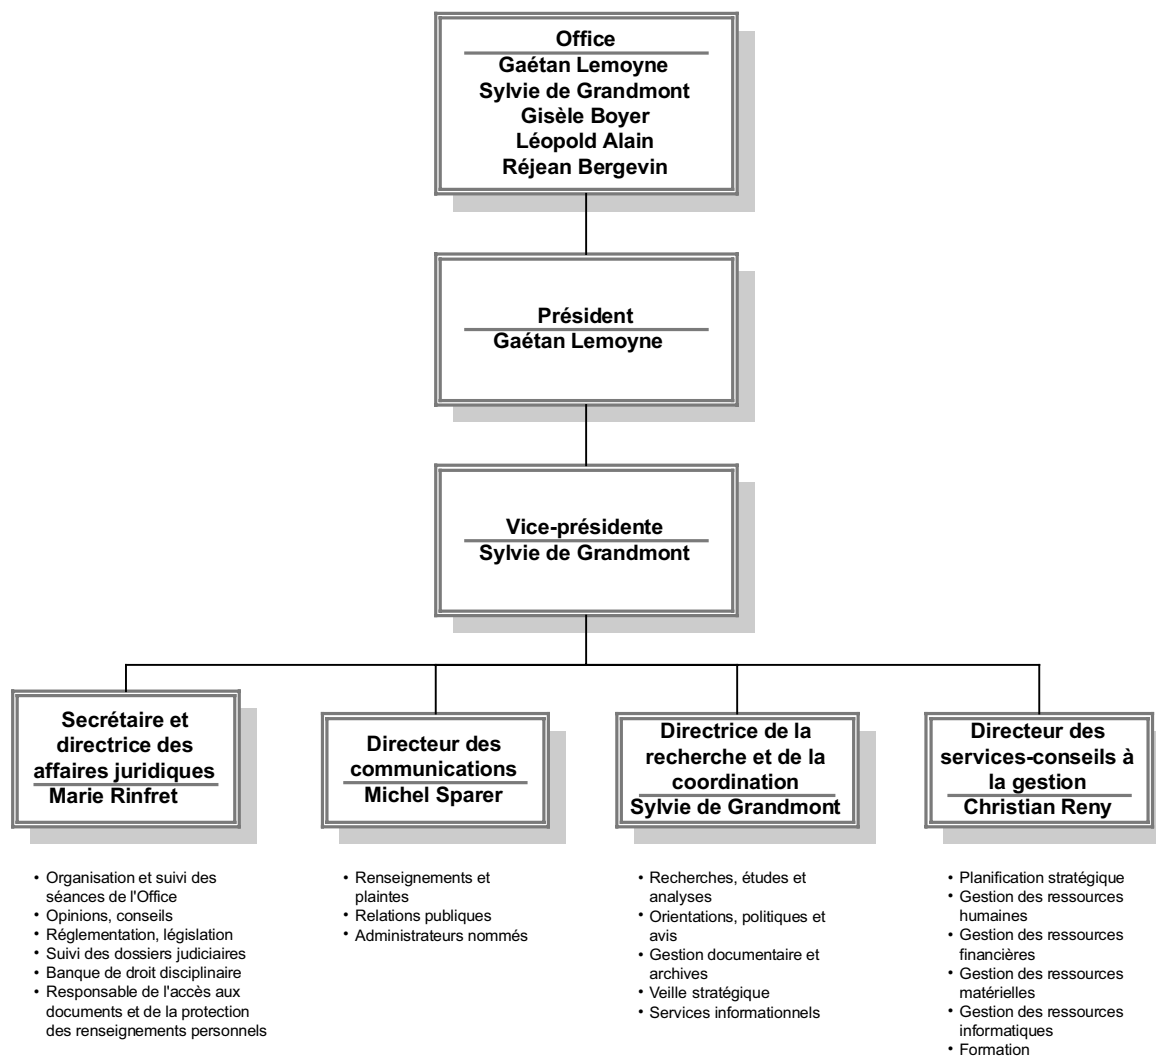 Office
Gaétan Lemoyne
Sylvie de Grandmont
Gisèle Boyer
Léopold Alain
Réjean Bergevin
Président
Gaétan Lemoyne
Vice-présidente
Sylvie de Grandmont
Secrétaire et
directrice des
affaires juridiques
Marie Rinfret
Directeur des
communications
Michel Sparer
Directrice de la
recherche et de la
coordination
Sylvie de Grandmont
Directeur des
services-conseils à
la gestion
Christian Reny
• Organisation et suivi des
séances de l'Office
• Opinions, conseils
• Réglementation, législation
• Suivi des dossiers judiciaires
• Banque de droit disciplinaire
• Responsable de l'accès aux
documents et de la protection
des renseignements personnels
• Renseignements et
plaintes
• Relations publiques
• Administrateurs nommés
• Recherches, études et
analyses
• Orientations, politiques et
avis
• Gestion documentaire et
archives
• Veille stratégique
• Services informationnels
• Planification stratégique
• Gestion des ressources
humaines
• Gestion des ressources
financières
• Gestion des ressources
matérielles
• Gestion des ressources
informatiques
• Formation